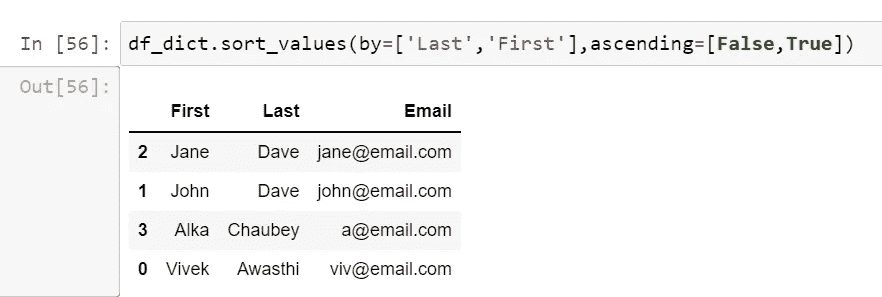 In [56]: df_dict.sort_values(by=['Last','First'],ascending=[False,True])
Out[56]:
First Last Email
2 Jane Dave jane@email.com
1 John Dave john@email.com
3 Alka Chaubey a@email.com
0 Vivek Awasthi viv@email.com